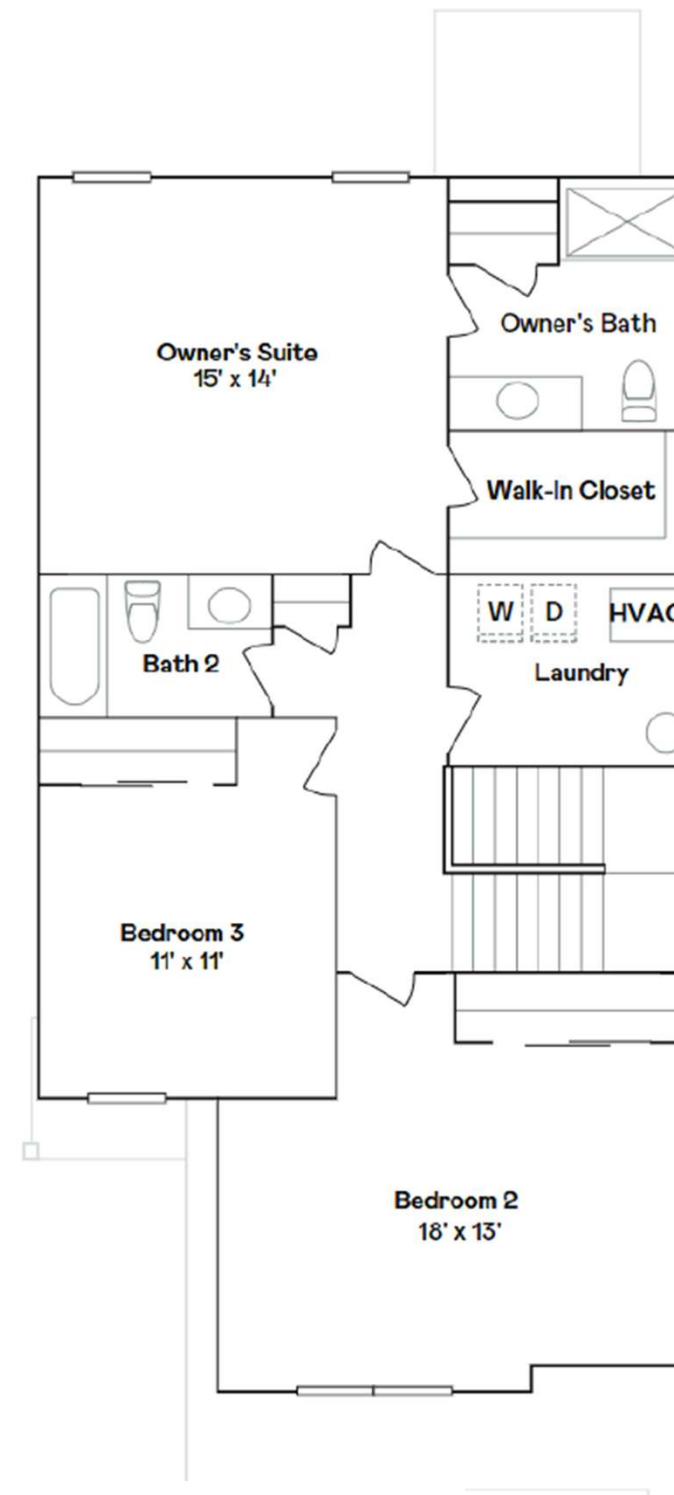 Owner's Suite
15' x 14'
Owner's Bath
Walk-In Closet
W D
HVAC
Laundry
Bath 2
Bedroom 3
11' x 11'
Bedroom 2
18' x 13'